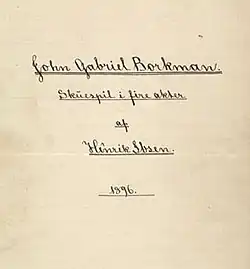 John Gabriel Borkman.
Skuespil i fire akter.
af
Henrik Ibsen.
1896.